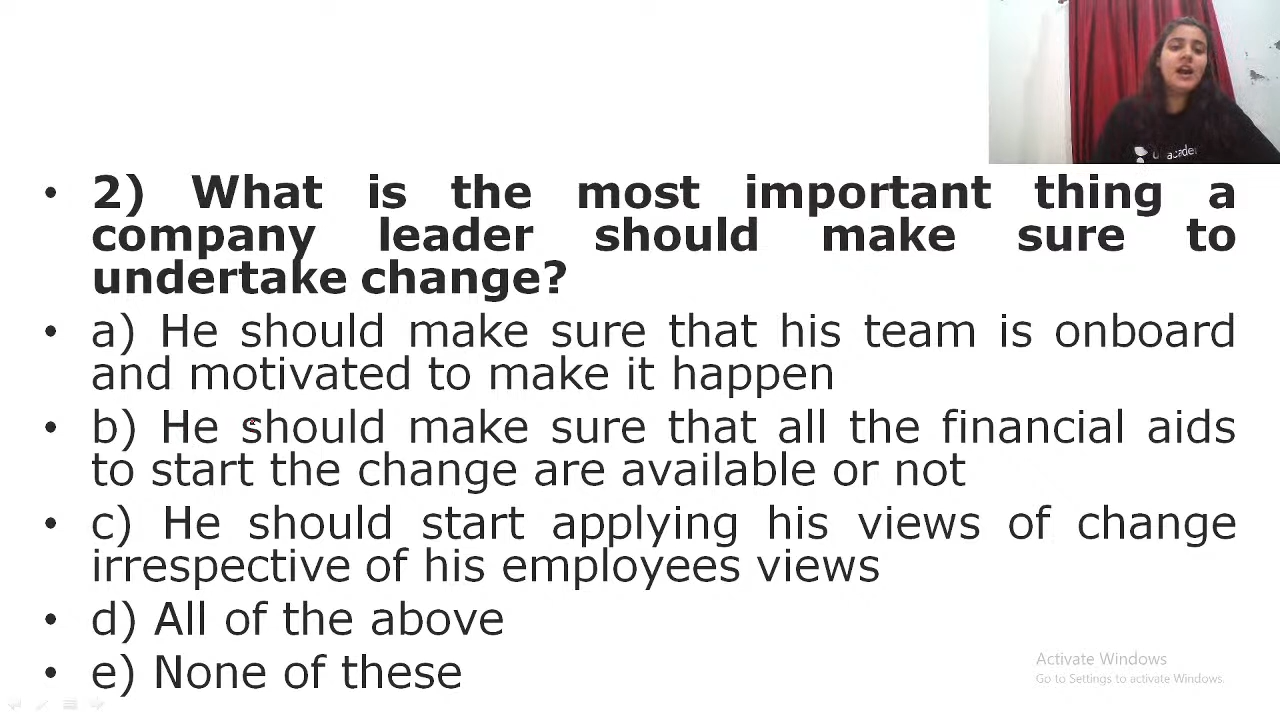 2) What is the most important thing a
company leader should make sure to
undertake change?
a) He should make sure that his team is onboard
and motivated to make it happen
b) He should make sure that all the financial aids
to start the change are available or not
c) He should start applying his views of change
irrespective of his employees views
d) All of the above
e) None of these
Activate Windows
Go to Settings to activate Windows.